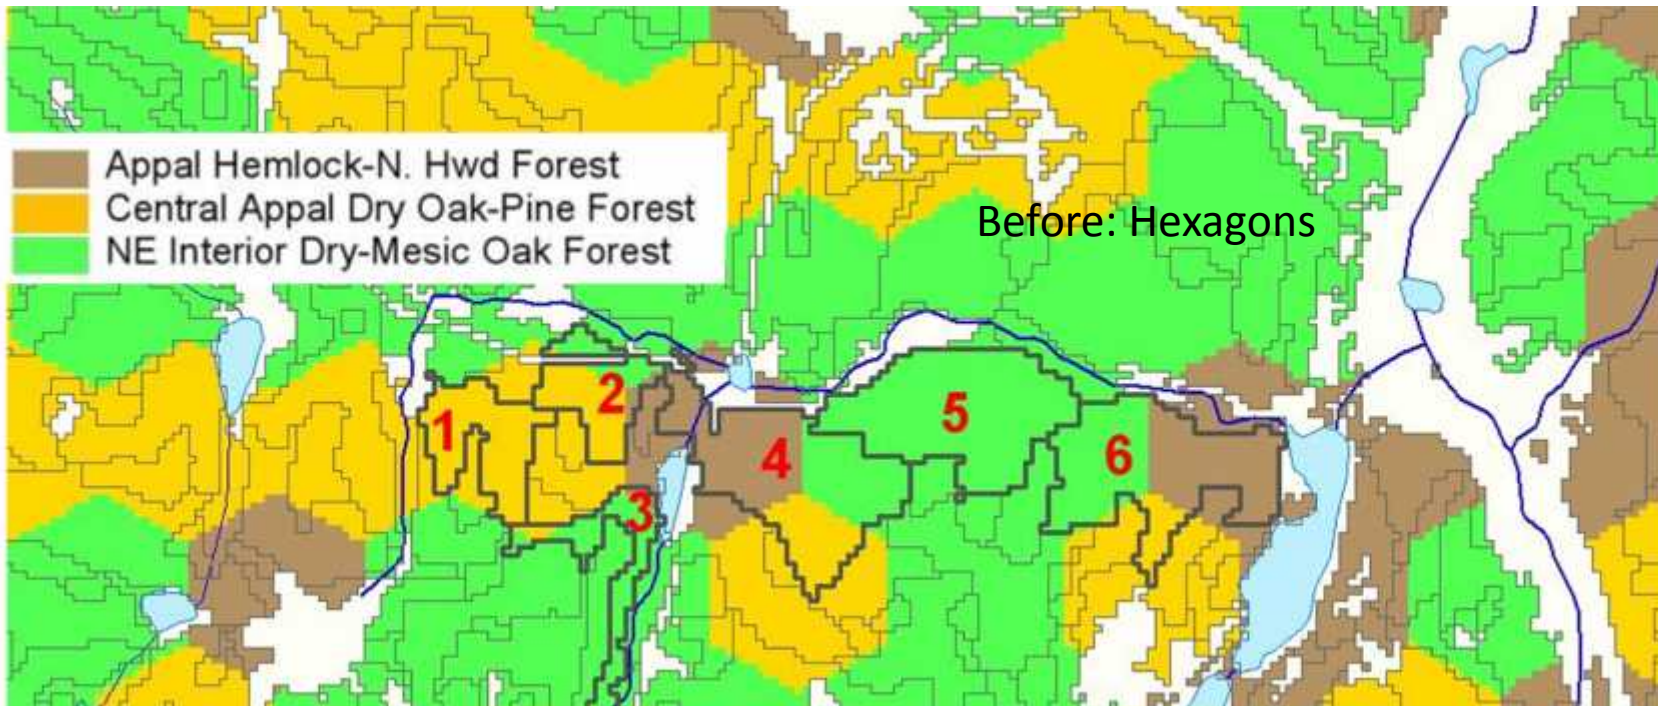 Appal Hemlock-N. Hwd Forest
Central Appal Dry Oak-Pine Forest
NE Interior Dry-Mesic Oak Forest
Before: Hexagons
1
2
3
4
5
6